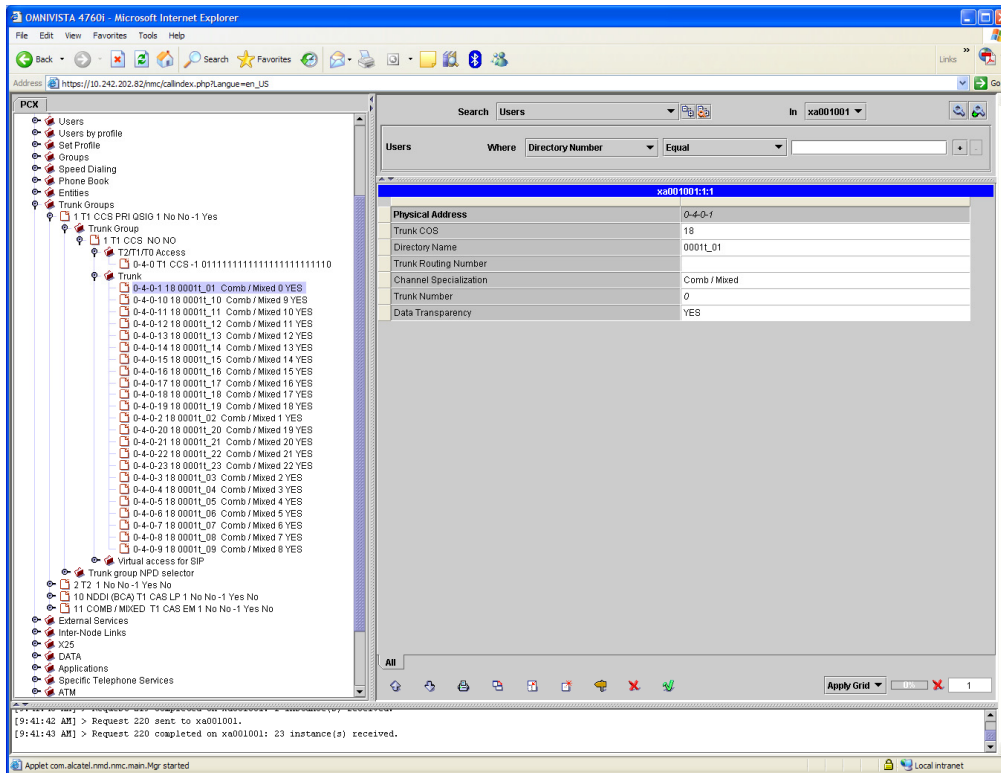 OMNIVISTA 4760i - Microsoft Internet Explorer
File Edit View Favorites Tools Help
Back Search Favorites Links
Address https://10.242.202.82/nmc/callindex.php?Langue=en_US Go
PCX
Users
Users by profile
Set Profile
Groups
Speed Dialing
Phone Book
Entities
Trunk Groups
1 T1 CCS PRI QSIG 1 No No -1 Yes
Trunk Group
1 T1 CCS NO NO
T2/T1/T0 Access
Trunk
0-4-0-1 18 0001t_01 Comb / Mixed 0 YES
0-4-0-10 18 0001t_10 Comb / Mixed 9 YES
0-4-0-11 18 0001t_11 Comb / Mixed 10 YES
0-4-0-12 18 0001t_12 Comb / Mixed 11 YES
0-4-0-13 18 0001t_13 Comb / Mixed 12 YES
0-4-0-14 18 0001t_14 Comb / Mixed 13 YES
0-4-0-15 18 0001t_15 Comb / Mixed 14 YES
0-4-0-16 18 0001t_16 Comb / Mixed 15 YES
0-4-0-17 18 0001t_17 Comb / Mixed 16 YES
0-4-0-18 18 0001t_18 Comb / Mixed 17 YES
0-4-0-19 18 0001t_19 Comb / Mixed 18 YES
0-4-0-2 18 0001t_02 Comb / Mixed 1 YES
0-4-0-20 18 0001t_20 Comb / Mixed 19 YES
0-4-0-21 18 0001t_21 Comb / Mixed 20 YES
0-4-0-22 18 0001t_22 Comb / Mixed 21 YES
0-4-0-23 18 0001t_23 Comb / Mixed 22 YES
0-4-0-3 18 0001t_03 Comb / Mixed 2 YES
0-4-0-4 18 0001t_04 Comb / Mixed 3 YES
0-4-0-5 18 0001t_05 Comb / Mixed 4 YES
0-4-0-6 18 0001t_06 Comb / Mixed 5 YES
0-4-0-7 18 0001t_07 Comb / Mixed 6 YES
0-4-0-8 18 0001t_08 Comb / Mixed 7 YES
0-4-0-9 18 0001t_09 Comb / Mixed 8 YES
Virtual access for SIP
Trunk group NPD selector
2 T2 1 No No -1 Yes No
10 NDDI (BCA) T1 CAS LP 1 No No -1 Yes No
11 COMB / MIXED T1 CAS EM 1 No No -1 Yes No
External Services
Inter-Node Links
X25
DATA
Applications
Specific Telephone Services
ATM
Search Users In xa001001
Users Where Directory Number Equal
xa001001:1:1
Physical Address 0-4-0-1
Trunk COS 18
Directory Name 0001t_01
Trunk Routing Number
Channel Specialization Comb / Mixed
Trunk Number 0
Data Transparency YES
All
Apply Grid 0% 1
[9:41:42 AM] > Request 220 sent to xa001001.
[9:41:43 AM] > Request 220 completed on xa001001: 23 instance(s) received.
Applet com.alcatel.nmd.nmc.main.Mgr started Local intranet